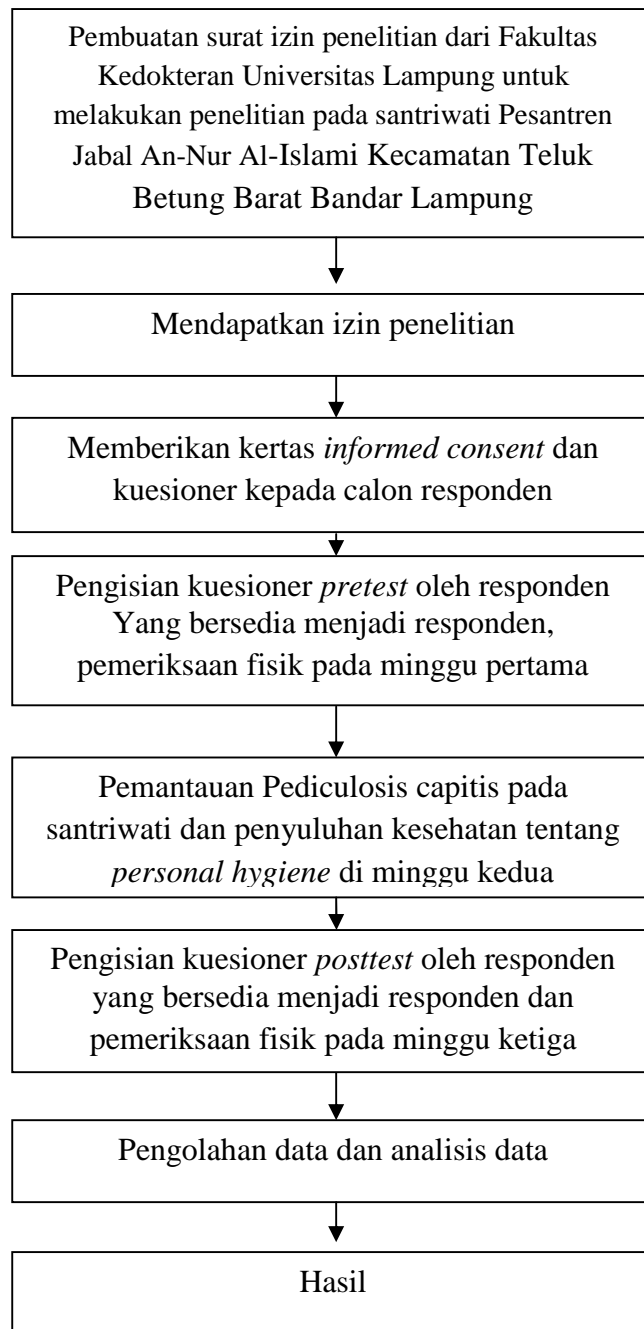 Pembuatan surat izin penelitian dari Fakultas
Kedokteran Universitas Lampung untuk
melakukan penelitian pada santriwati Pesantren
Jabal An-Nur Al-Islami Kecamatan Teluk
Betung Barat Bandar Lampung
Mendapatkan izin penelitian
Memberikan kertas informed consent dan
kuesioner kepada calon responden
Pengisian kuesioner pretest oleh responden
Yang bersedia menjadi responden,
pemeriksaan fisik pada minggu pertama
Pemantauan Pediculosis capitis pada
santriwati dan penyuluhan kesehatan tentang
personal hygiene di minggu kedua
Pengisian kuesioner posttest oleh responden
yang bersedia menjadi responden dan
pemeriksaan fisik pada minggu ketiga
Pengolahan data dan analisis data
Hasil